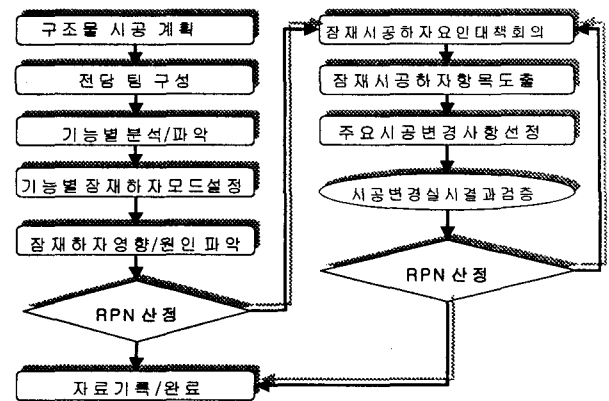 구조물 시공 계획
전담 팀 구성
기능별 분석/파악
기능별 잠재하자모드설정
잠재하자영향/원인 파악
RPN 산정
자료기록/완료
잠재시공하자요인대책회의
잠재시공하자항목도출
주요시공변경사항선정
시공변경실시결과검증
RPN 산정